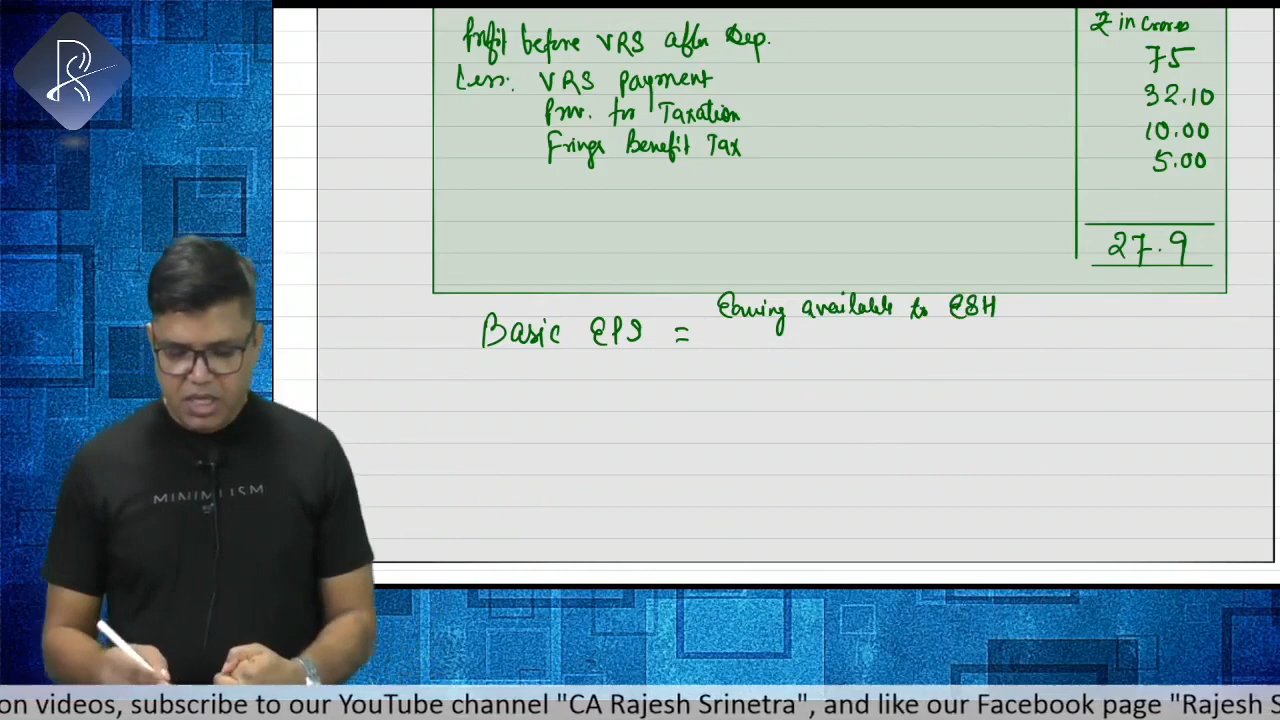 ₹ in Crores
Profit before VRS after Dep. 75
Less: VRS payment 32.10
Prov. for Taxation 10.00
Fringe Benefit Tax 5.00
27.9
Basic EPS = Earning available to ESH
MINIMLISM
on videos, subscribe to our YouTube channel "CA Rajesh Srinetra", and like our Facebook page "Rajesh S